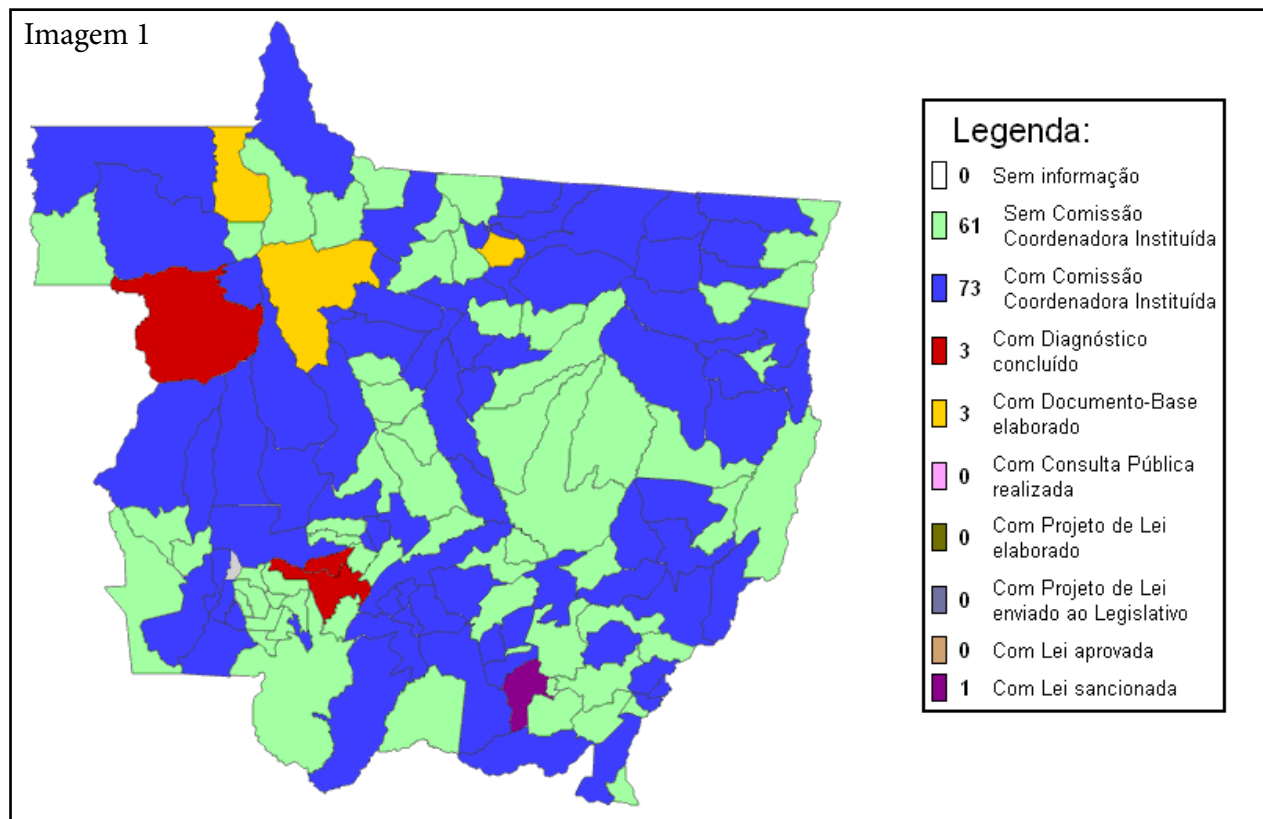 Imagem 1
Legenda:
0 Sem informação
61 Sem Comissão
Coordenadora Instituída
73 Com Comissão
Coordenadora Instituída
3 Com Diagnóstico
concluído
3 Com Documento-Base
elaborado
0 Com Consulta Pública
realizada
0 Com Projeto de Lei
elaborado
0 Com Projeto de Lei
enviado ao Legislativo
0 Com Lei aprovada
1 Com Lei sancionada